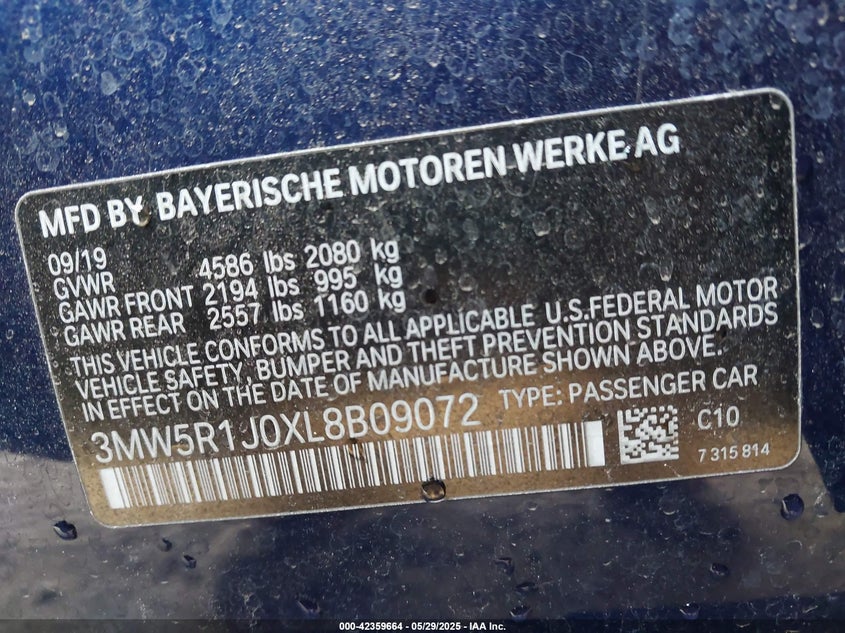 MFD BY BAYERISCHE MOTOREN WERKE AG
09/19
GVWR 4586 lbs 2080 kg
GAWR FRONT 2194 lbs 995 kg
GAWR REAR 2557 lbs 1160 kg
THIS VEHICLE CONFORMS TO ALL APPLICABLE U.S.FEDERAL MOTOR
VEHICLE SAFETY, BUMPER AND THEFT PREVENTION STANDARDS
IN EFFECT ON THE DATE OF MANUFACTURE SHOWN ABOVE.
3MW5R1J0XL8B09072 TYPE: PASSENGER CAR
C10
7 315 814
000-42359664 - 05/29/2025 - IAA Inc.